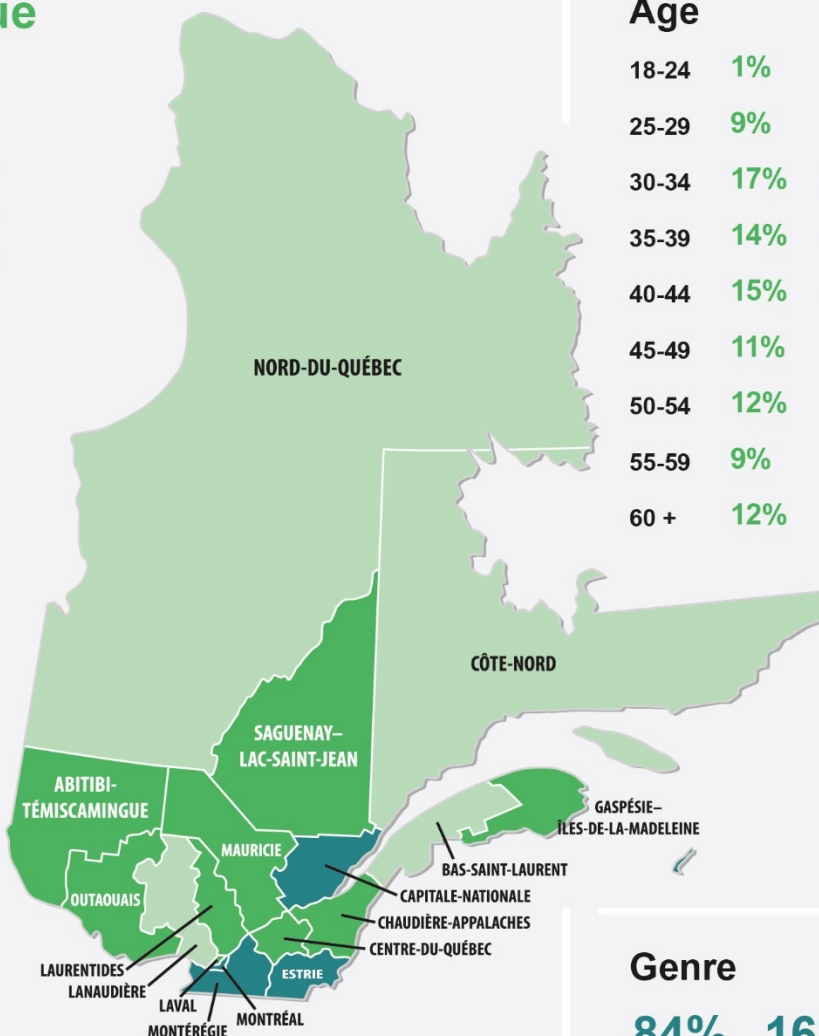 ue
NORD-DU-QUÉBEC
CÔTE-NORD
SAGUENAY–
LAC-SAINT-JEAN
ABITIBI-
TÉMISCAMINGUE
GASPÉSIE–
ÎLES-DE-LA-MADELEINE
MAURICIE
BAS-SAINT-LAURENT
OUTAOUAIS
CAPITALE-NATIONALE
CHAUDIÈRE-APPALACHES
CENTRE-DU-QUÉBEC
LAURENTIDES
ESTRIE
LANAUDIÈRE
LAVAL
MONTRÉAL
MONTÉRÉGIE
Age
18-24 1%
25-29 9%
30-34 17%
35-39 14%
40-44 15%
45-49 11%
50-54 12%
55-59 9%
60 + 12%
Genre
84% 16